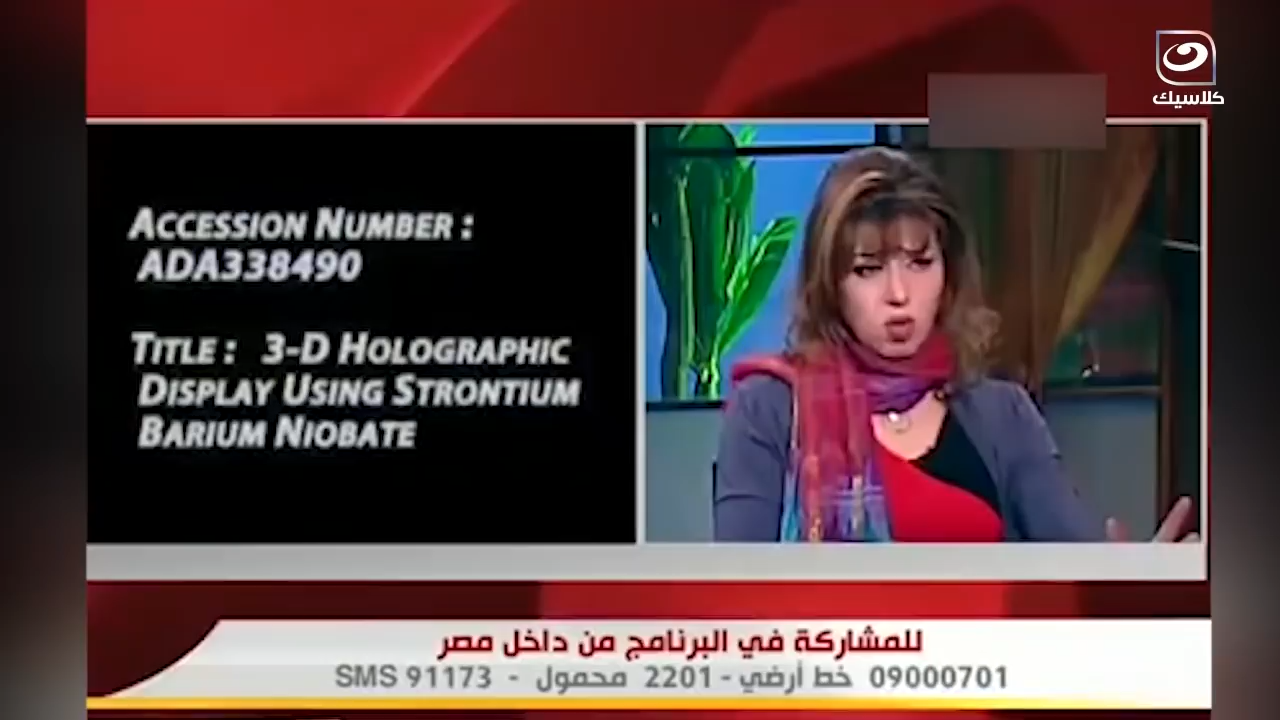 كلاسيك
ACCESSION NUMBER :
ADA338490
TITLE : 3-D HOLOGRAPHIC
DISPLAY USING STRONTIUM
BARIUM NIOBATE
للمشاركة في البرنامج من داخل مصر
09000701 خط أرضي - 2201 محمول - SMS 91173